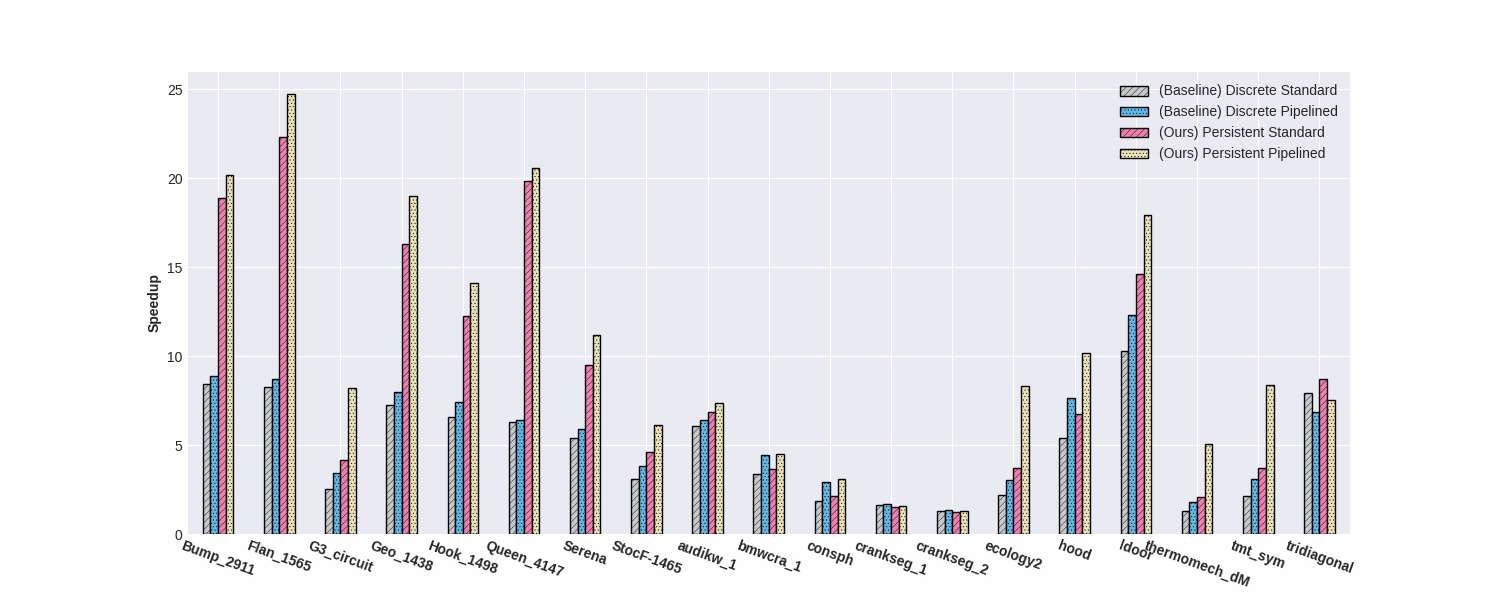 25
20
15
10
5
0
Speedup
(Baseline) Discrete Standard
(Baseline) Discrete Pipelined
(Ours) Persistent Standard
(Ours) Persistent Pipelined
Bump_2911
Flan_1565
G3_circuit
Geo_1438
Hook_1498
Queen_4147
Serena
StocF-1465
audikw_1
bmwcra_1
consph
crankseg_1
crankseg_2
ecology2
hood
ldoor
thermomech_dM
tmt_sym
tridiagonal